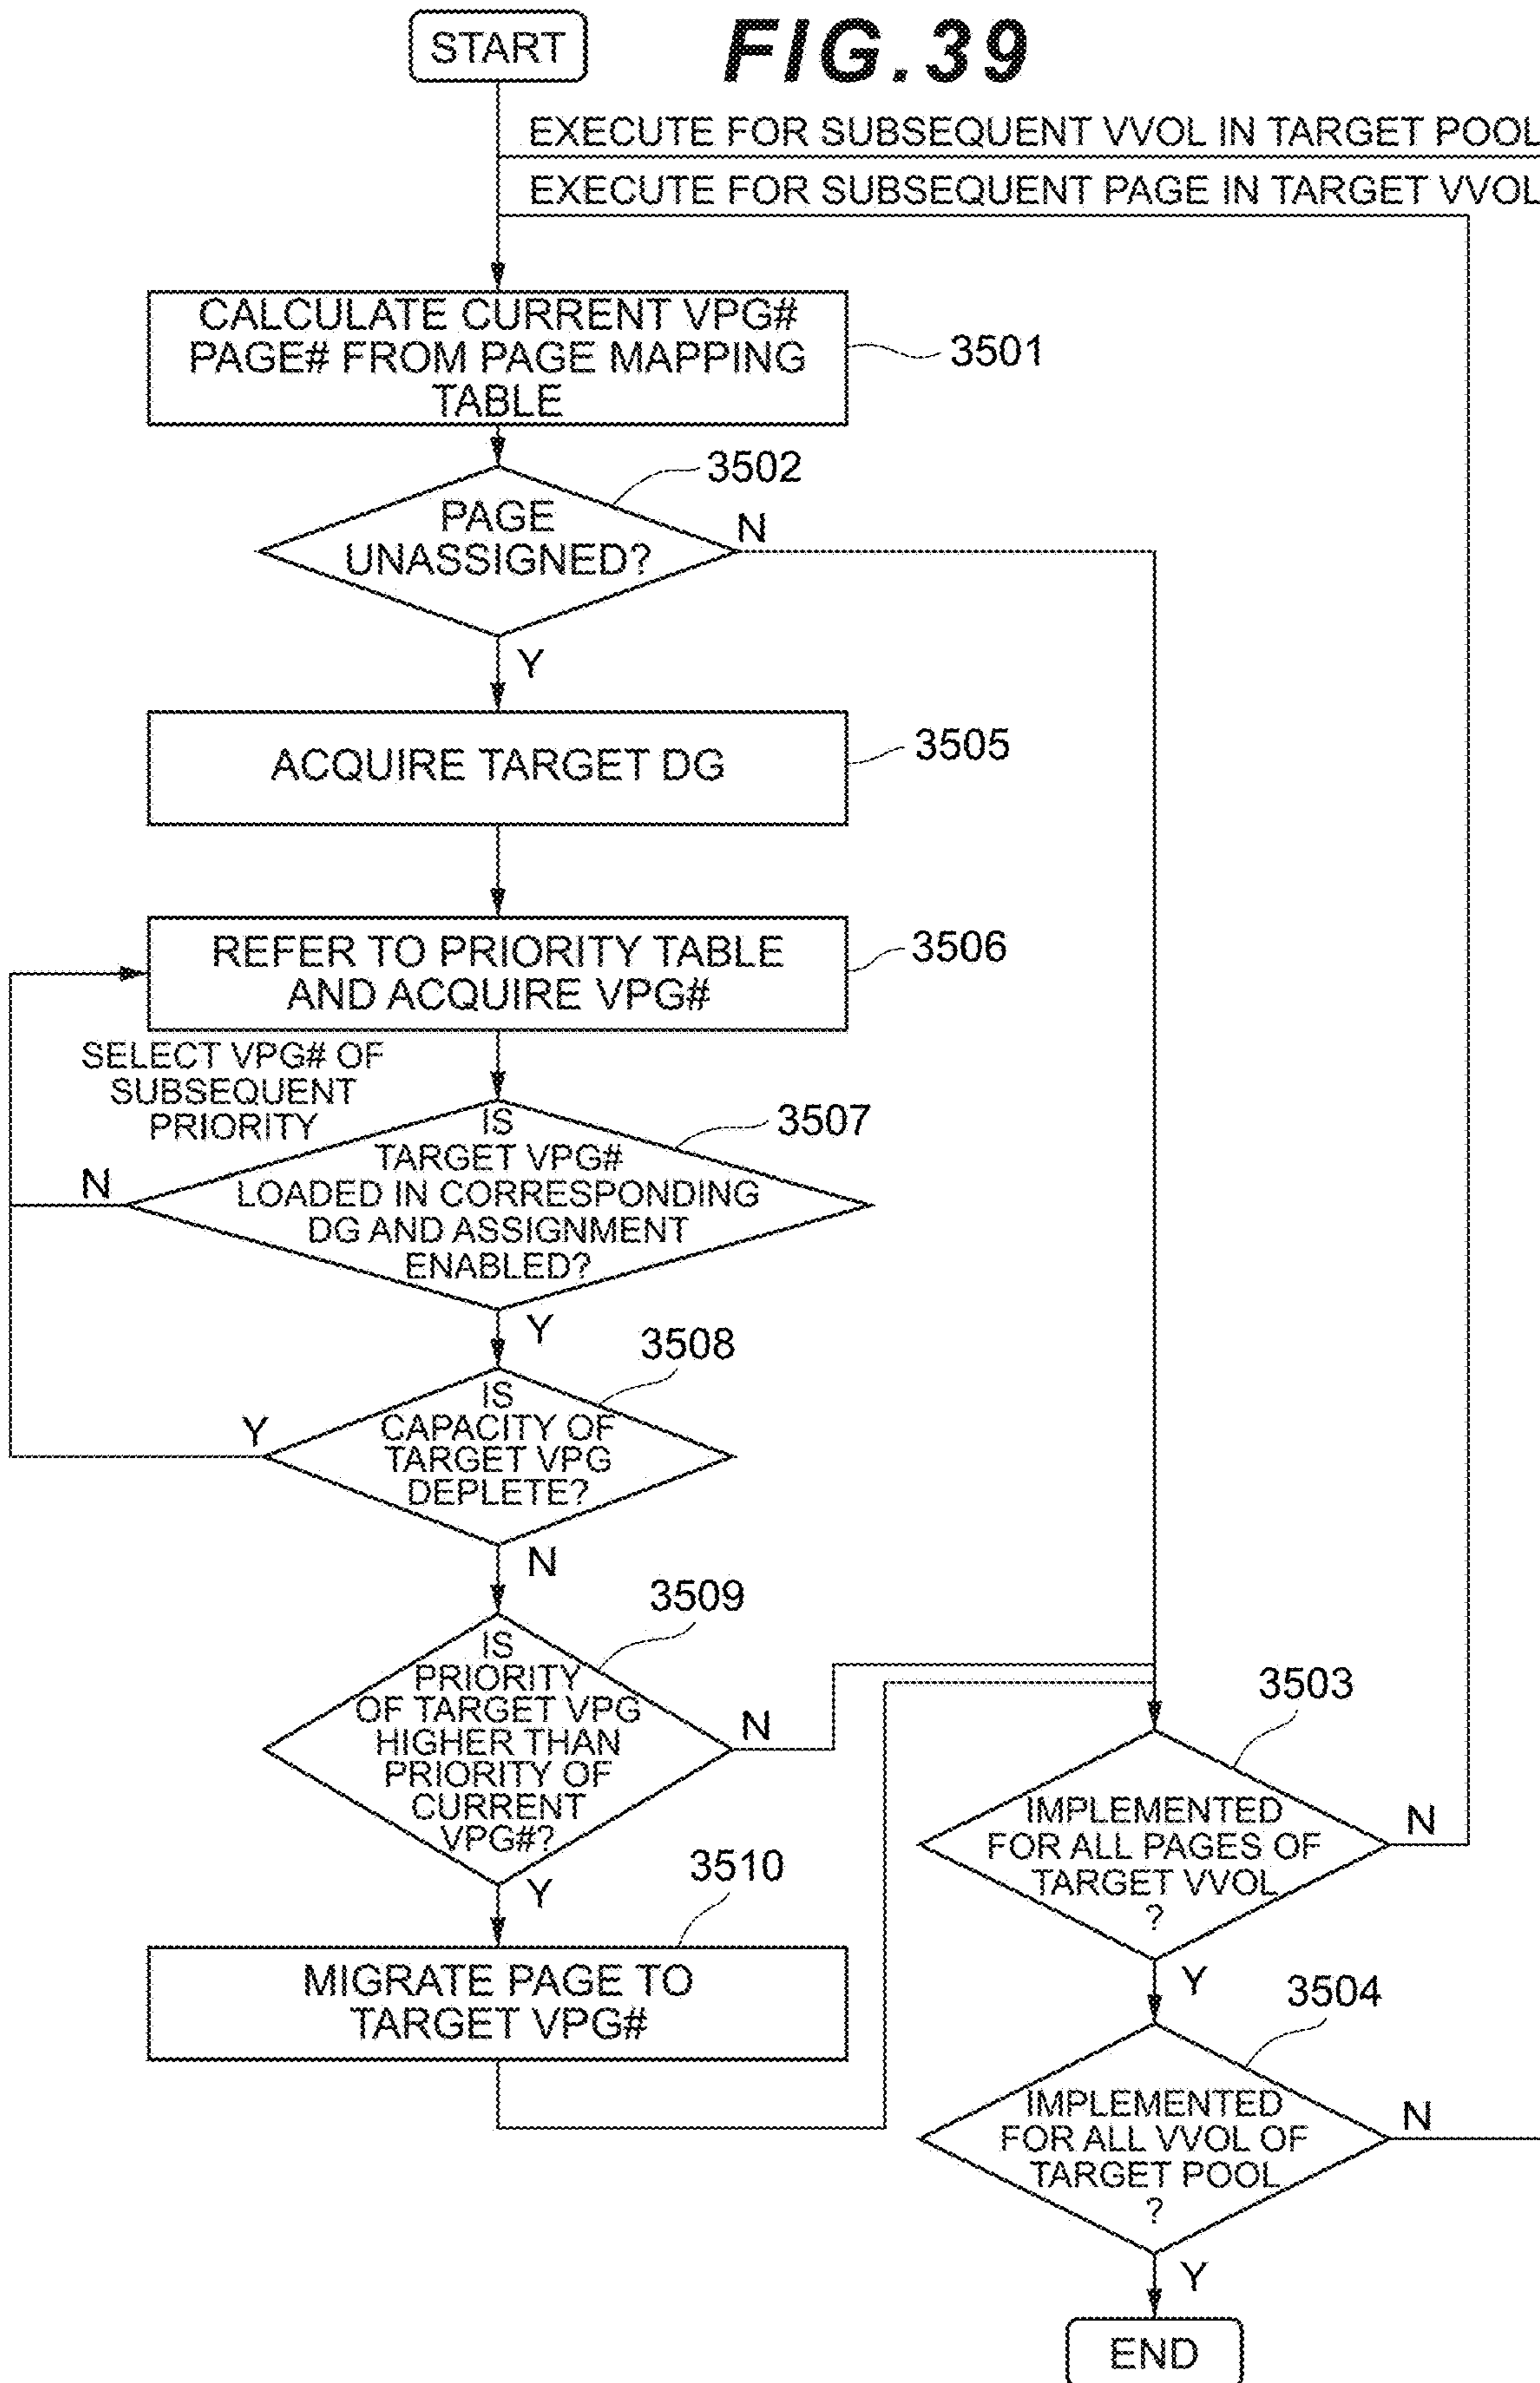 START
FIG.39
EXECUTE FOR SUBSEQUENT VVOL IN TARGET POOL
EXECUTE FOR SUBSEQUENT PAGE IN TARGET VVOL
CALCULATE CURRENT VPG#
PAGE# FROM PAGE MAPPING
TABLE
3501
3502
PAGE
UNASSIGNED?
N
Y
ACQUIRE TARGET DG
3505
REFER TO PRIORITY TABLE
AND ACQUIRE VPG#
3506
SELECT VPG# OF
SUBSEQUENT
PRIORITY
3507
IS
TARGET VPG#
LOADED IN CORRESPONDING
DG AND ASSIGNMENT
ENABLED?
N
Y
3508
IS
CAPACITY OF
TARGET VPG
DEPLETE?
Y
N
3509
IS
PRIORITY
OF TARGET VPG
HIGHER THAN
PRIORITY OF
CURRENT
VPG#?
N
Y
3510
MIGRATE PAGE TO
TARGET VPG#
3503
IMPLEMENTED
FOR ALL PAGES OF
TARGET VVOL
?
N
Y
3504
IMPLEMENTED
FOR ALL VVOL OF
TARGET POOL
?
N
Y
END